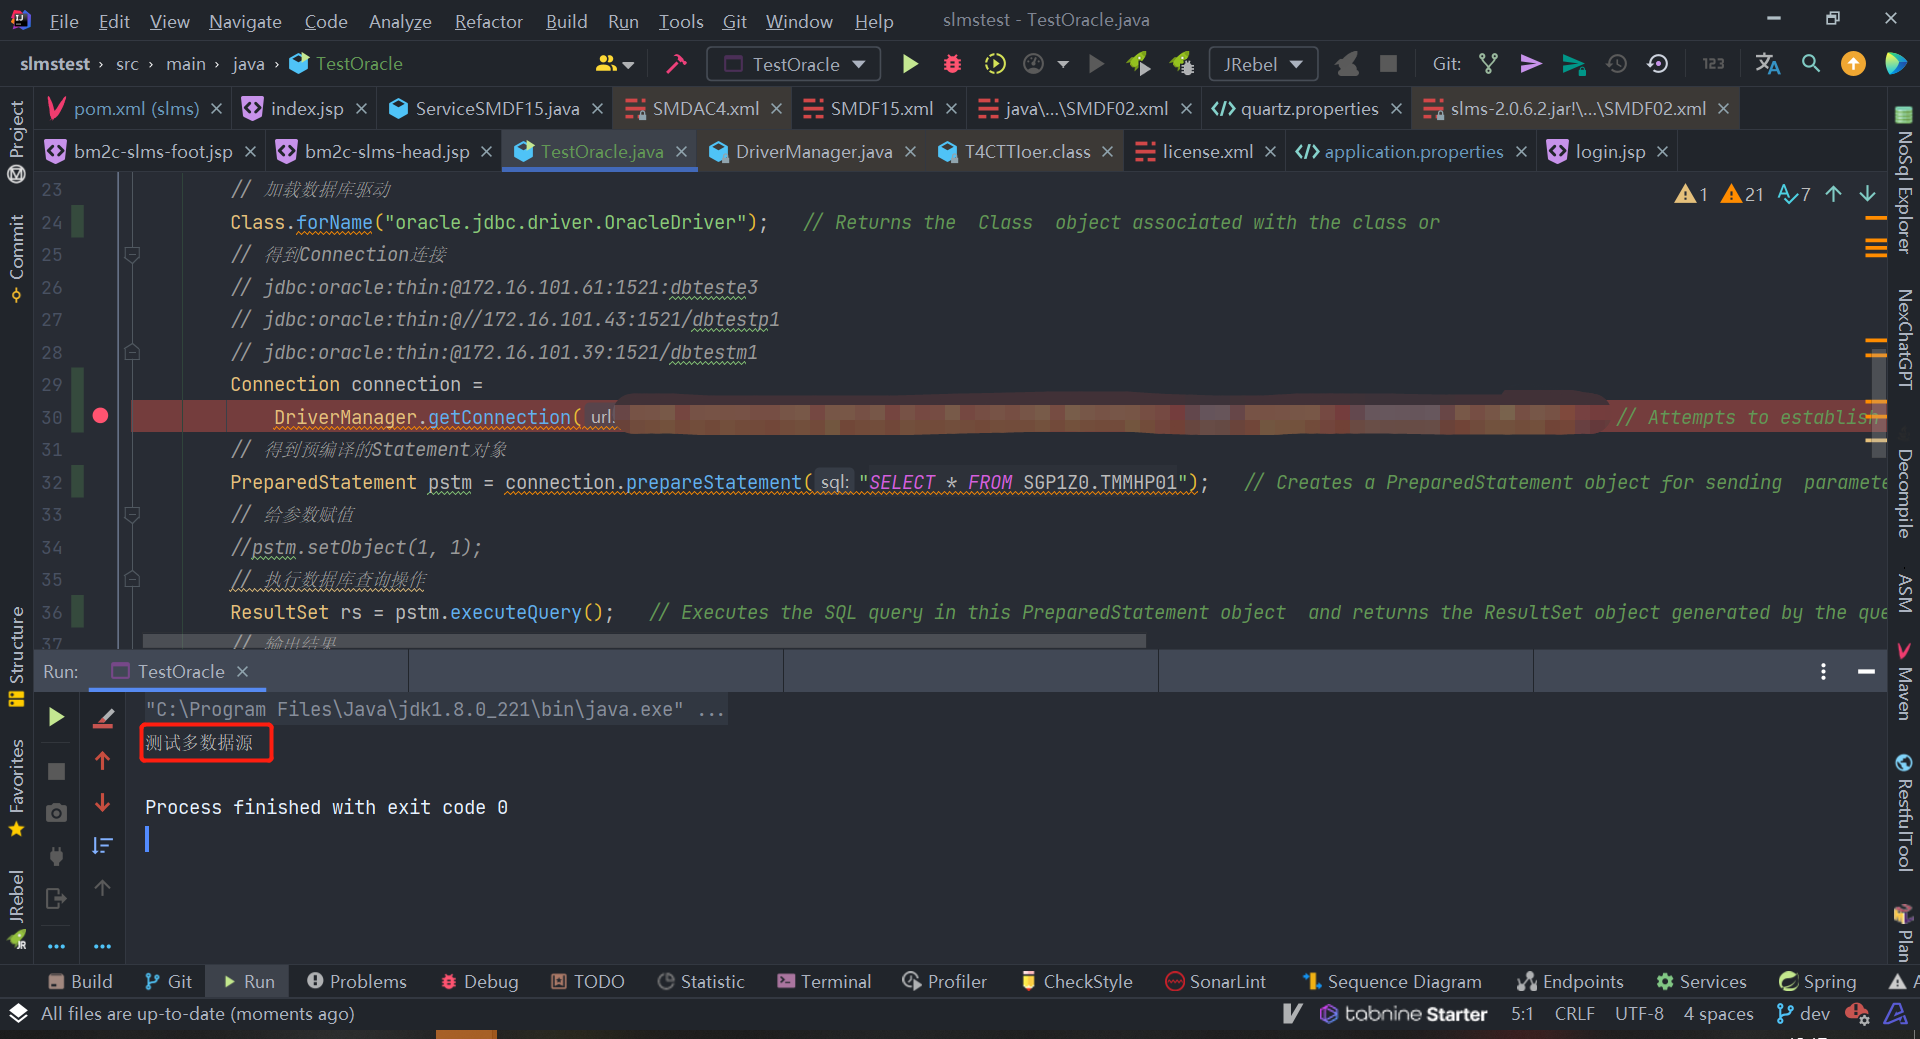 File Edit View Navigate Code Analyze Refactor Build Run Tools Git Window Help slmstest - TestOracle.java
slmstest src main java TestOracle TestOracle JRebel Git: 123
pom.xml (slms) index.jsp ServiceSMDF15.java SMDAC4.xml SMDF15.xml java\...\SMDF02.xml quartz.properties slms-2.0.6.2.jar!\...\SMDF02.xml
bm2c-slms-foot.jsp bm2c-slms-head.jsp TestOracle.java DriverManager.java T4CTTIoer.class license.xml application.properties login.jsp
1 21 7
23 // 加载数据库驱动
24 Class.forName("oracle.jdbc.driver.OracleDriver"); // Returns the Class object associated with the class or
25 // 得到Connection连接
26 // jdbc:oracle:thin:@172.16.101.61:1521:dbteste3
27 // jdbc:oracle:thin:@//172.16.101.43:1521/dbtestp1
28 // jdbc:oracle:thin:@172.16.101.39:1521/dbtestm1
29 Connection connection =
30 DriverManager.getConnection( url: // Attempts to establish
31 // 得到预编译的Statement对象
32 PreparedStatement pstm = connection.prepareStatement( sql: "SELECT * FROM SGP1Z0.TMMHP01"); // Creates a PreparedStatement object for sending paramete
33 // 给参数赋值
34 //pstm.setObject(1, 1);
35 // 执行数据库查询操作
36 ResultSet rs = pstm.executeQuery(); // Executes the SQL query in this PreparedStatement object and returns the ResultSet object generated by the que
37 // 输出结果
Run: TestOracle
"C:\Program Files\Java\jdk1.8.0_221\bin\java.exe" ...
测试多数据源
Process finished with exit code 0
Project
Commit
Structure
Favorites
JRebel
NoSql Explorer
NexChatGPT
Decompile
ASM
Maven
RestfulTool
Plan
Build Git Run Problems Debug TODO Statistic Terminal Profiler CheckStyle SonarLint Sequence Diagram Endpoints Services Spring A
All files are up-to-date (moments ago) tabnine Starter 5:1 CRLF UTF-8 4 spaces dev